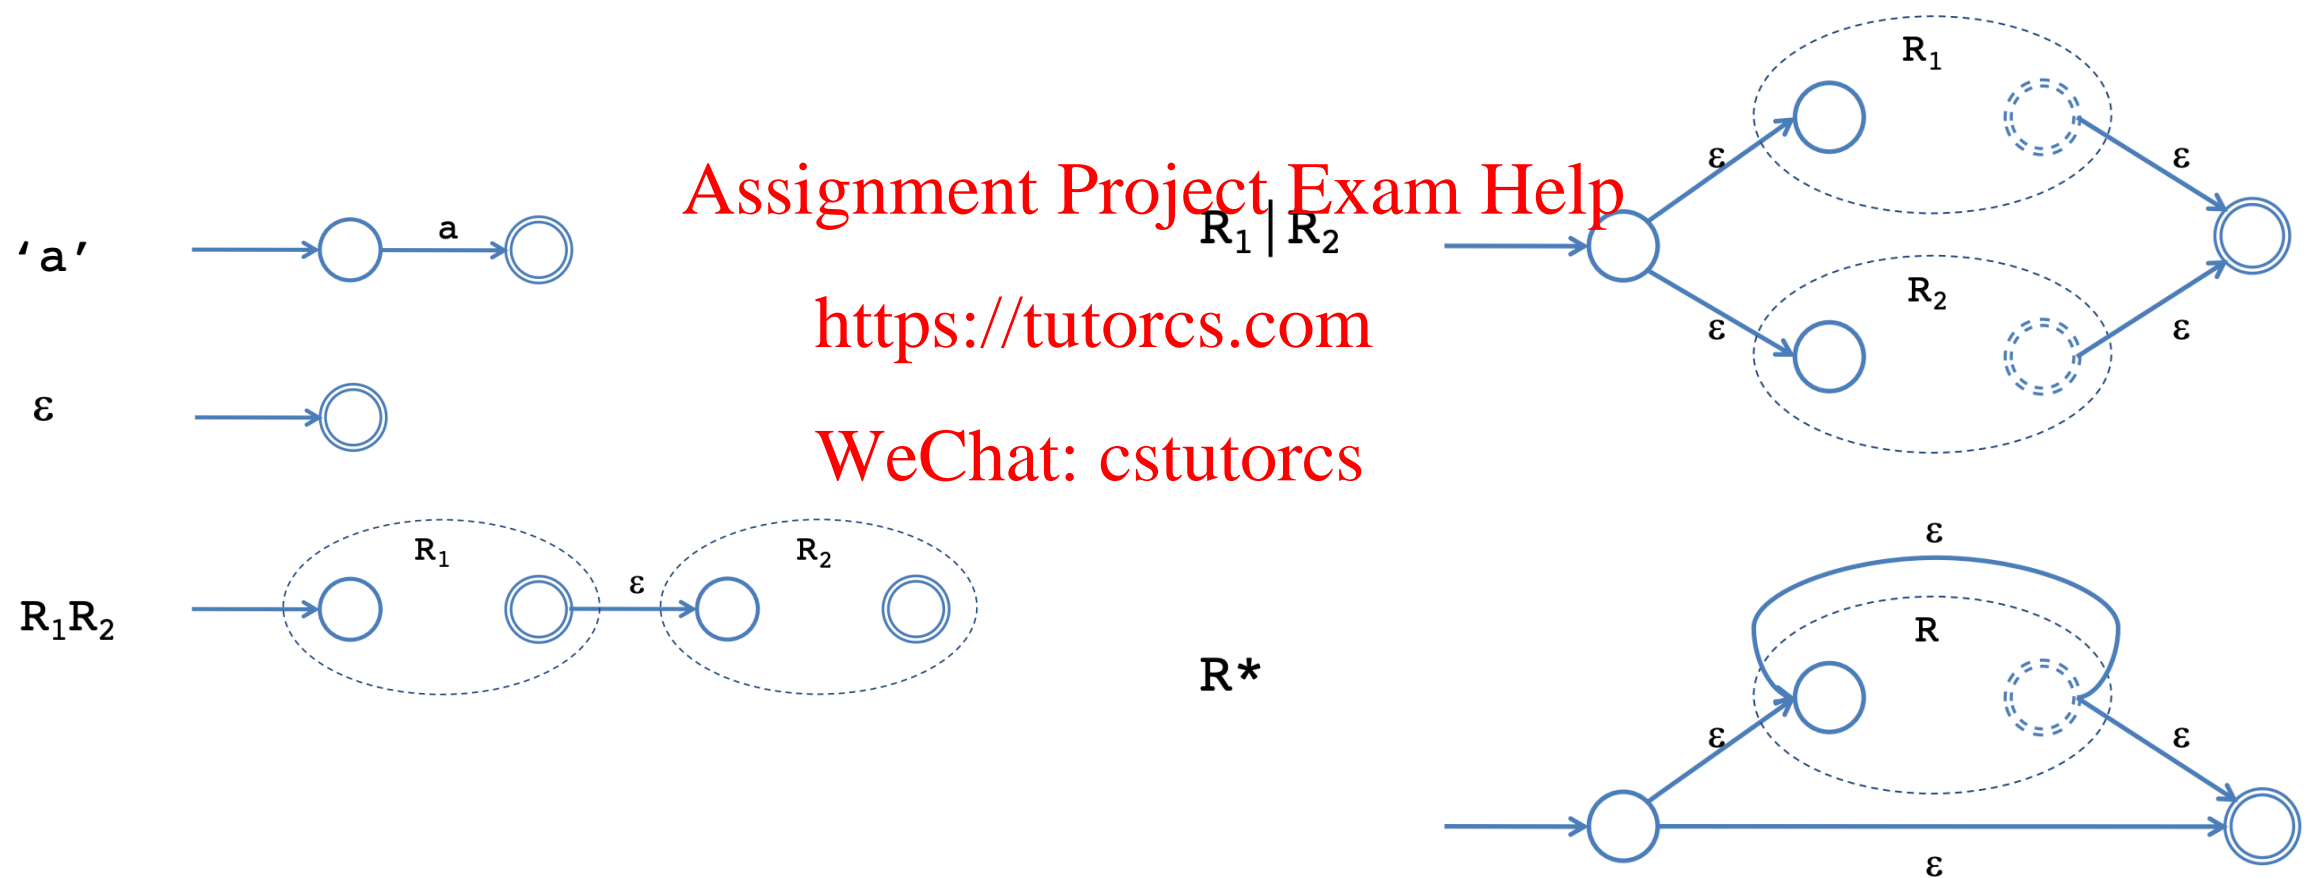 ‘a’
a
ε
R₁R₂
R₁
ε
R₂
Assignment Project Exam Help
https://tutorcs.com
WeChat: cstutorcs
R₁|R₂
R₁
ε
ε
R₂
ε
ε
R*
ε
R
ε
ε
ε